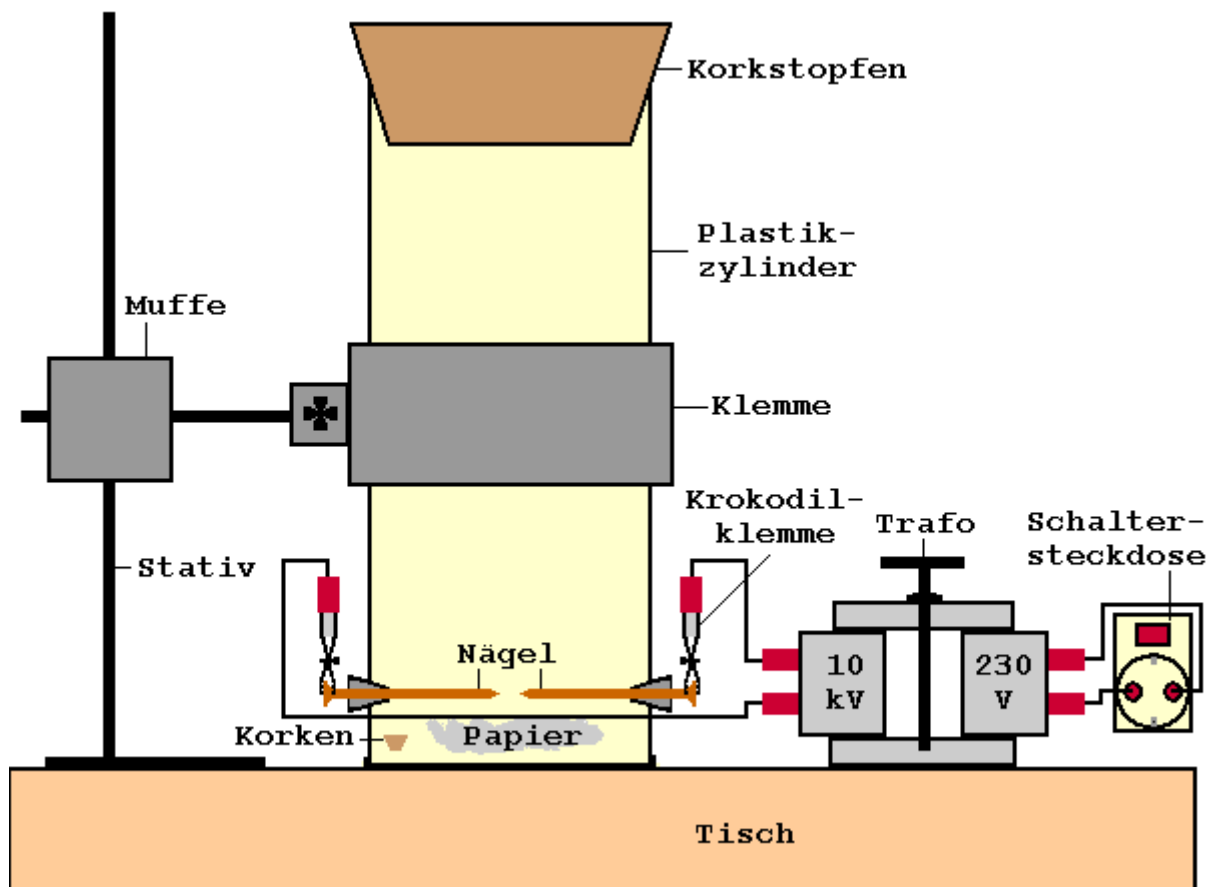 Korkstopfen
Plastik-
zylinder
Muffe
Klemme
Krokodil-
klemme
Trafo
Schalter-
steckdose
Stativ
Nägel
10
kV
230
V
Korken
Papier
Tisch